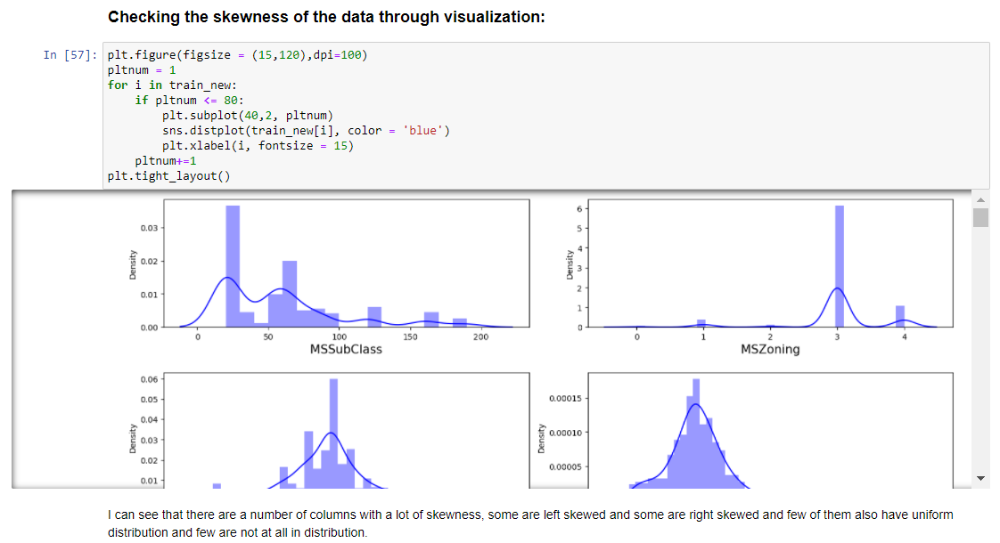 Checking the skewness of the data through visualization:
In [57]: plt.figure(figsize = (15,120),dpi=100)
pltnum = 1
for i in train_new:
    if pltnum <= 80:
        plt.subplot(40,2, pltnum)
        sns.distplot(train_new[i], color = 'blue')
        plt.xlabel(i, fontsize = 15)
    pltnum+=1
plt.tight_layout()
0.03
0.02
0.01
0.00
Density
0 50 100 150 200
MSSubClass
6
5
4
3
2
1
0
Density
0 1 2 3 4
MSZoning
0.06
0.05
0.04
0.03
0.02
0.01
Density
0.00015
0.00010
0.00005
Density
I can see that there are a number of columns with a lot of skewness, some are left skewed and some are right skewed and few of them also have uniform
distribution and few are not at all in distribution.